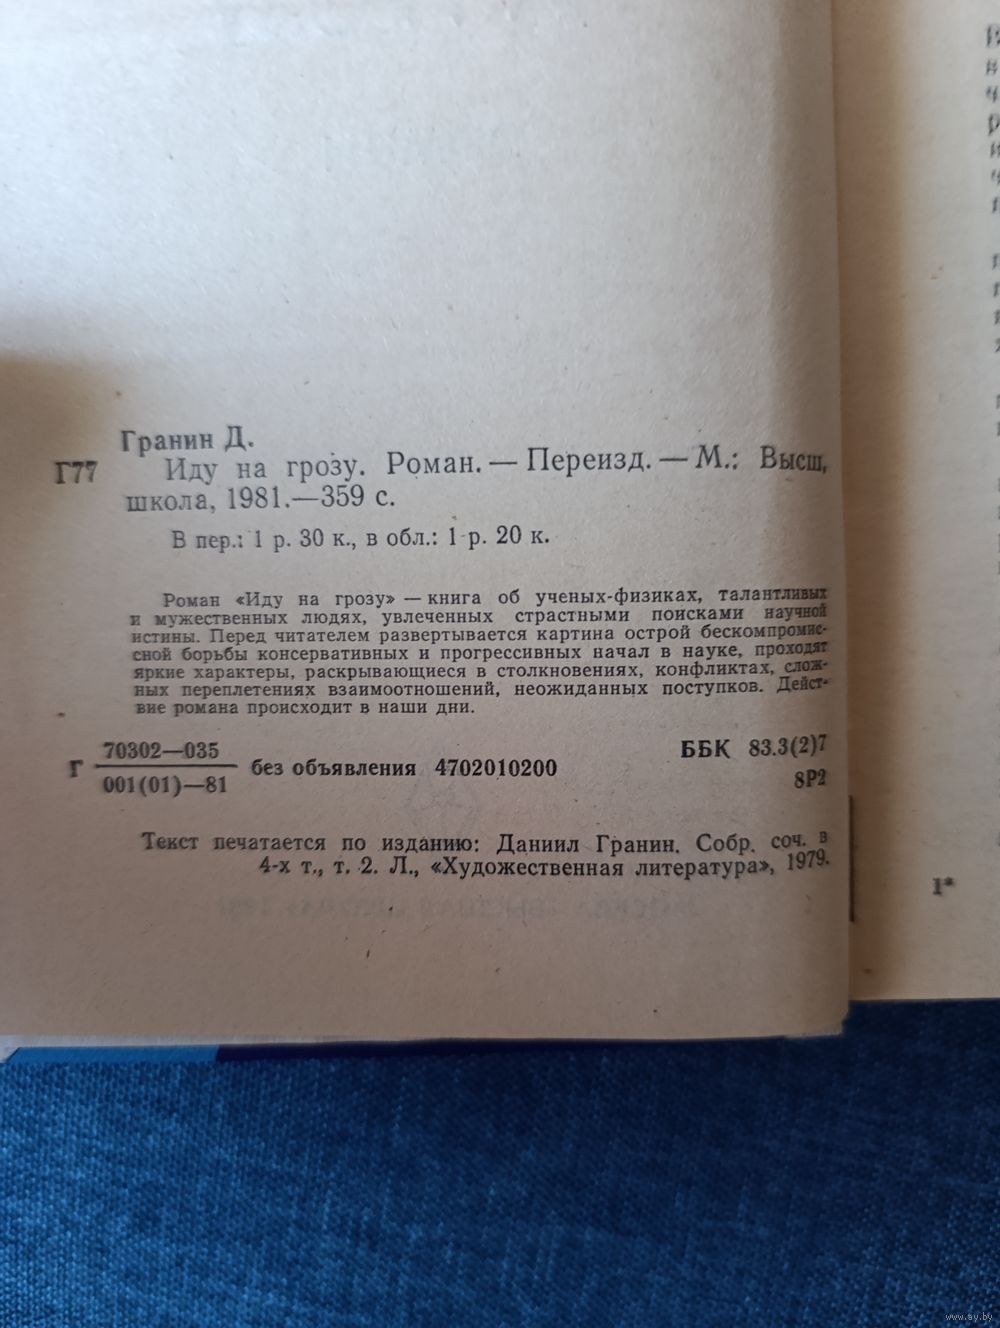 Гранин Д.
Г77 Иду на грозу. Роман. — Переизд. — М.: Высш,
школа, 1981.—359 с.
В пер.: 1 р. 30 к., в обл.: 1 р. 20 к.
Роман «Иду на грозу» — книга об ученых-физиках, талантливых
и мужественных людях, увлеченных страстными поисками научной
истины. Перед читателем развертывается картина острой бескомпромис-
сной борьбы консервативных и прогрессивных начал в науке, проходят
яркие характеры, раскрывающиеся в столкновениях, конфликтах, слож-
ных переплетениях взаимоотношений, неожиданных поступков. Дейст-
вие романа происходит в наши дни.
70302—035
Г без объявления 4702010200
001(01)—81
ББК 83.3(2)7
8Р2
Текст печатается по изданию: Даниил Гранин. Собр. соч. в
4-х т., т. 2. Л., «Художественная литература», 1979.
1*
www.ay.by